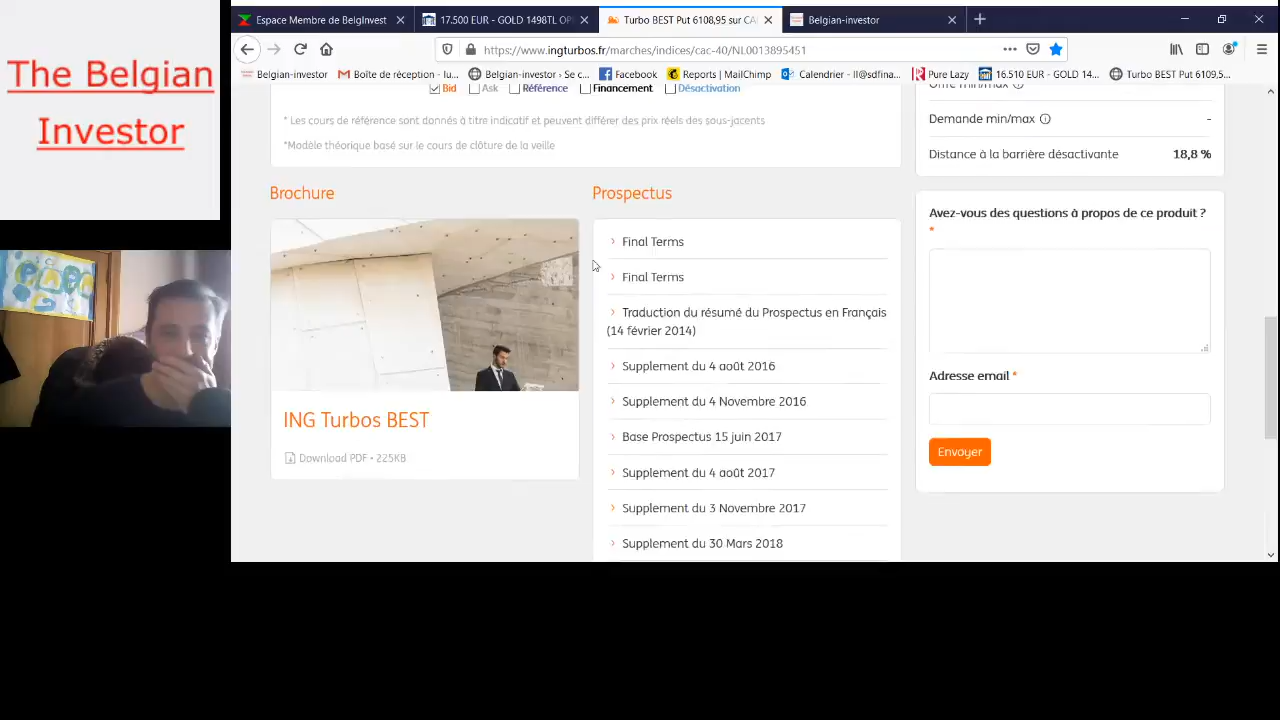 The Belgian
Investor
Espace Membre de BelgInvest
17.500 EUR - GOLD 1498TL OP
Turbo BEST Put 6108,95 sur CA
Belgian-investor
https://www.ingturbos.fr/marches/indices/cac-40/NL0013895451
Belgian-investor
Boîte de réception - lu...
Belgian-investor › Se c...
Facebook
Reports | MailChimp
Calendrier - ll@sdfina...
Pure Lazy
16.510 EUR - GOLD 14...
Turbo BEST Put 6109,5...
Bid
Ask
Référence
Financement
Désactivation
* Les cours de référence sont donnés à titre indicatif et peuvent différer des prix réels des sous-jacents
*Modèle théorique basé sur le cours de clôture de la veille
Brochure
ING Turbos BEST
Download PDF • 225KB
Prospectus
Final Terms
Final Terms
Traduction du résumé du Prospectus en Français
(14 février 2014)
Supplement du 4 août 2016
Supplement du 4 Novembre 2016
Base Prospectus 15 juin 2017
Supplement du 4 août 2017
Supplement du 3 Novembre 2017
Supplement du 30 Mars 2018
Offre min/max
Demande min/max -
Distance à la barrière désactivante 18,8 %
Avez-vous des questions à propos de ce produit ?
*
Adresse email *
Envoyer